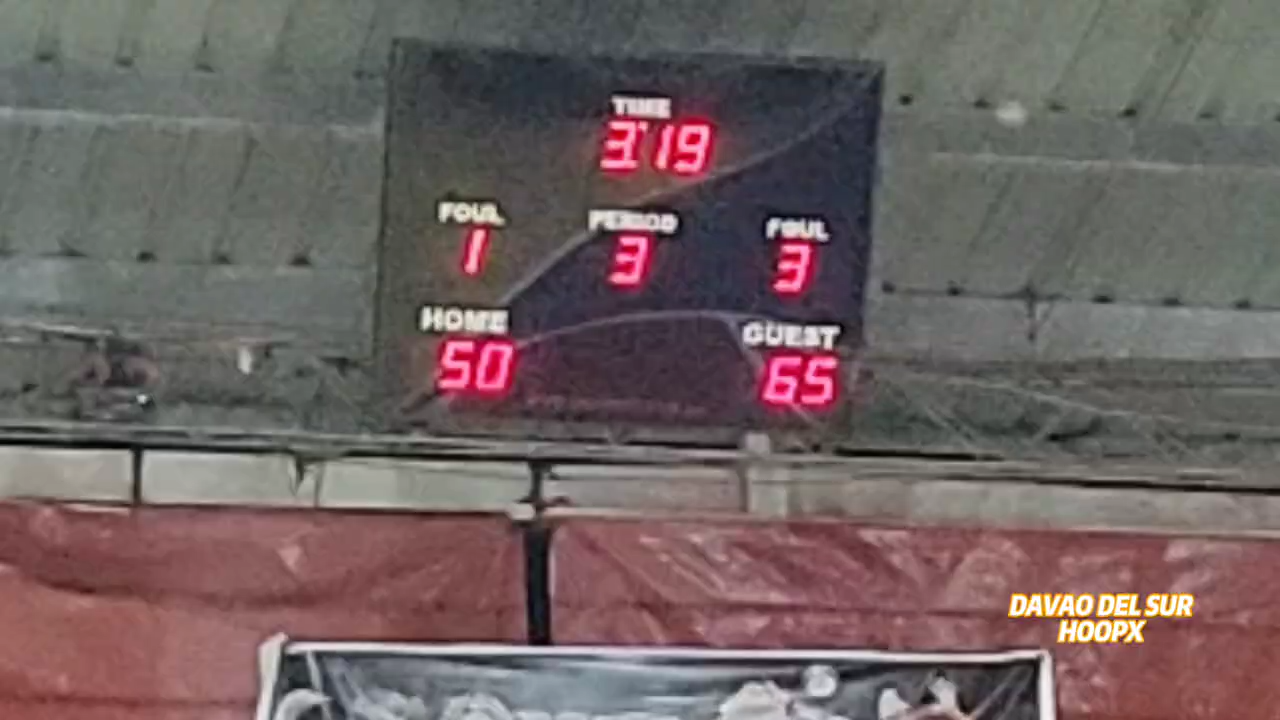 TIME
3:19
FOUL PERIOD FOUL
1 3 3
HOME GUEST
50 65
DAVAO DEL SUR
HOOPX